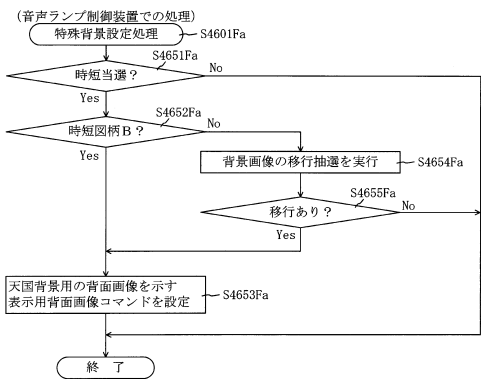 (音声ランプ制御装置での処理)
特殊背景設定処理
S4601Fa
S4651Fa
時短当選?
No
Yes
S4652Fa
時短図柄B?
No
Yes
背景画像の移行抽選を実行
S4654Fa
S4655Fa
移行あり?
No
Yes
天国背景用の背面画像を示す
表示用背面画像コマンドを設定
S4653Fa
終 了